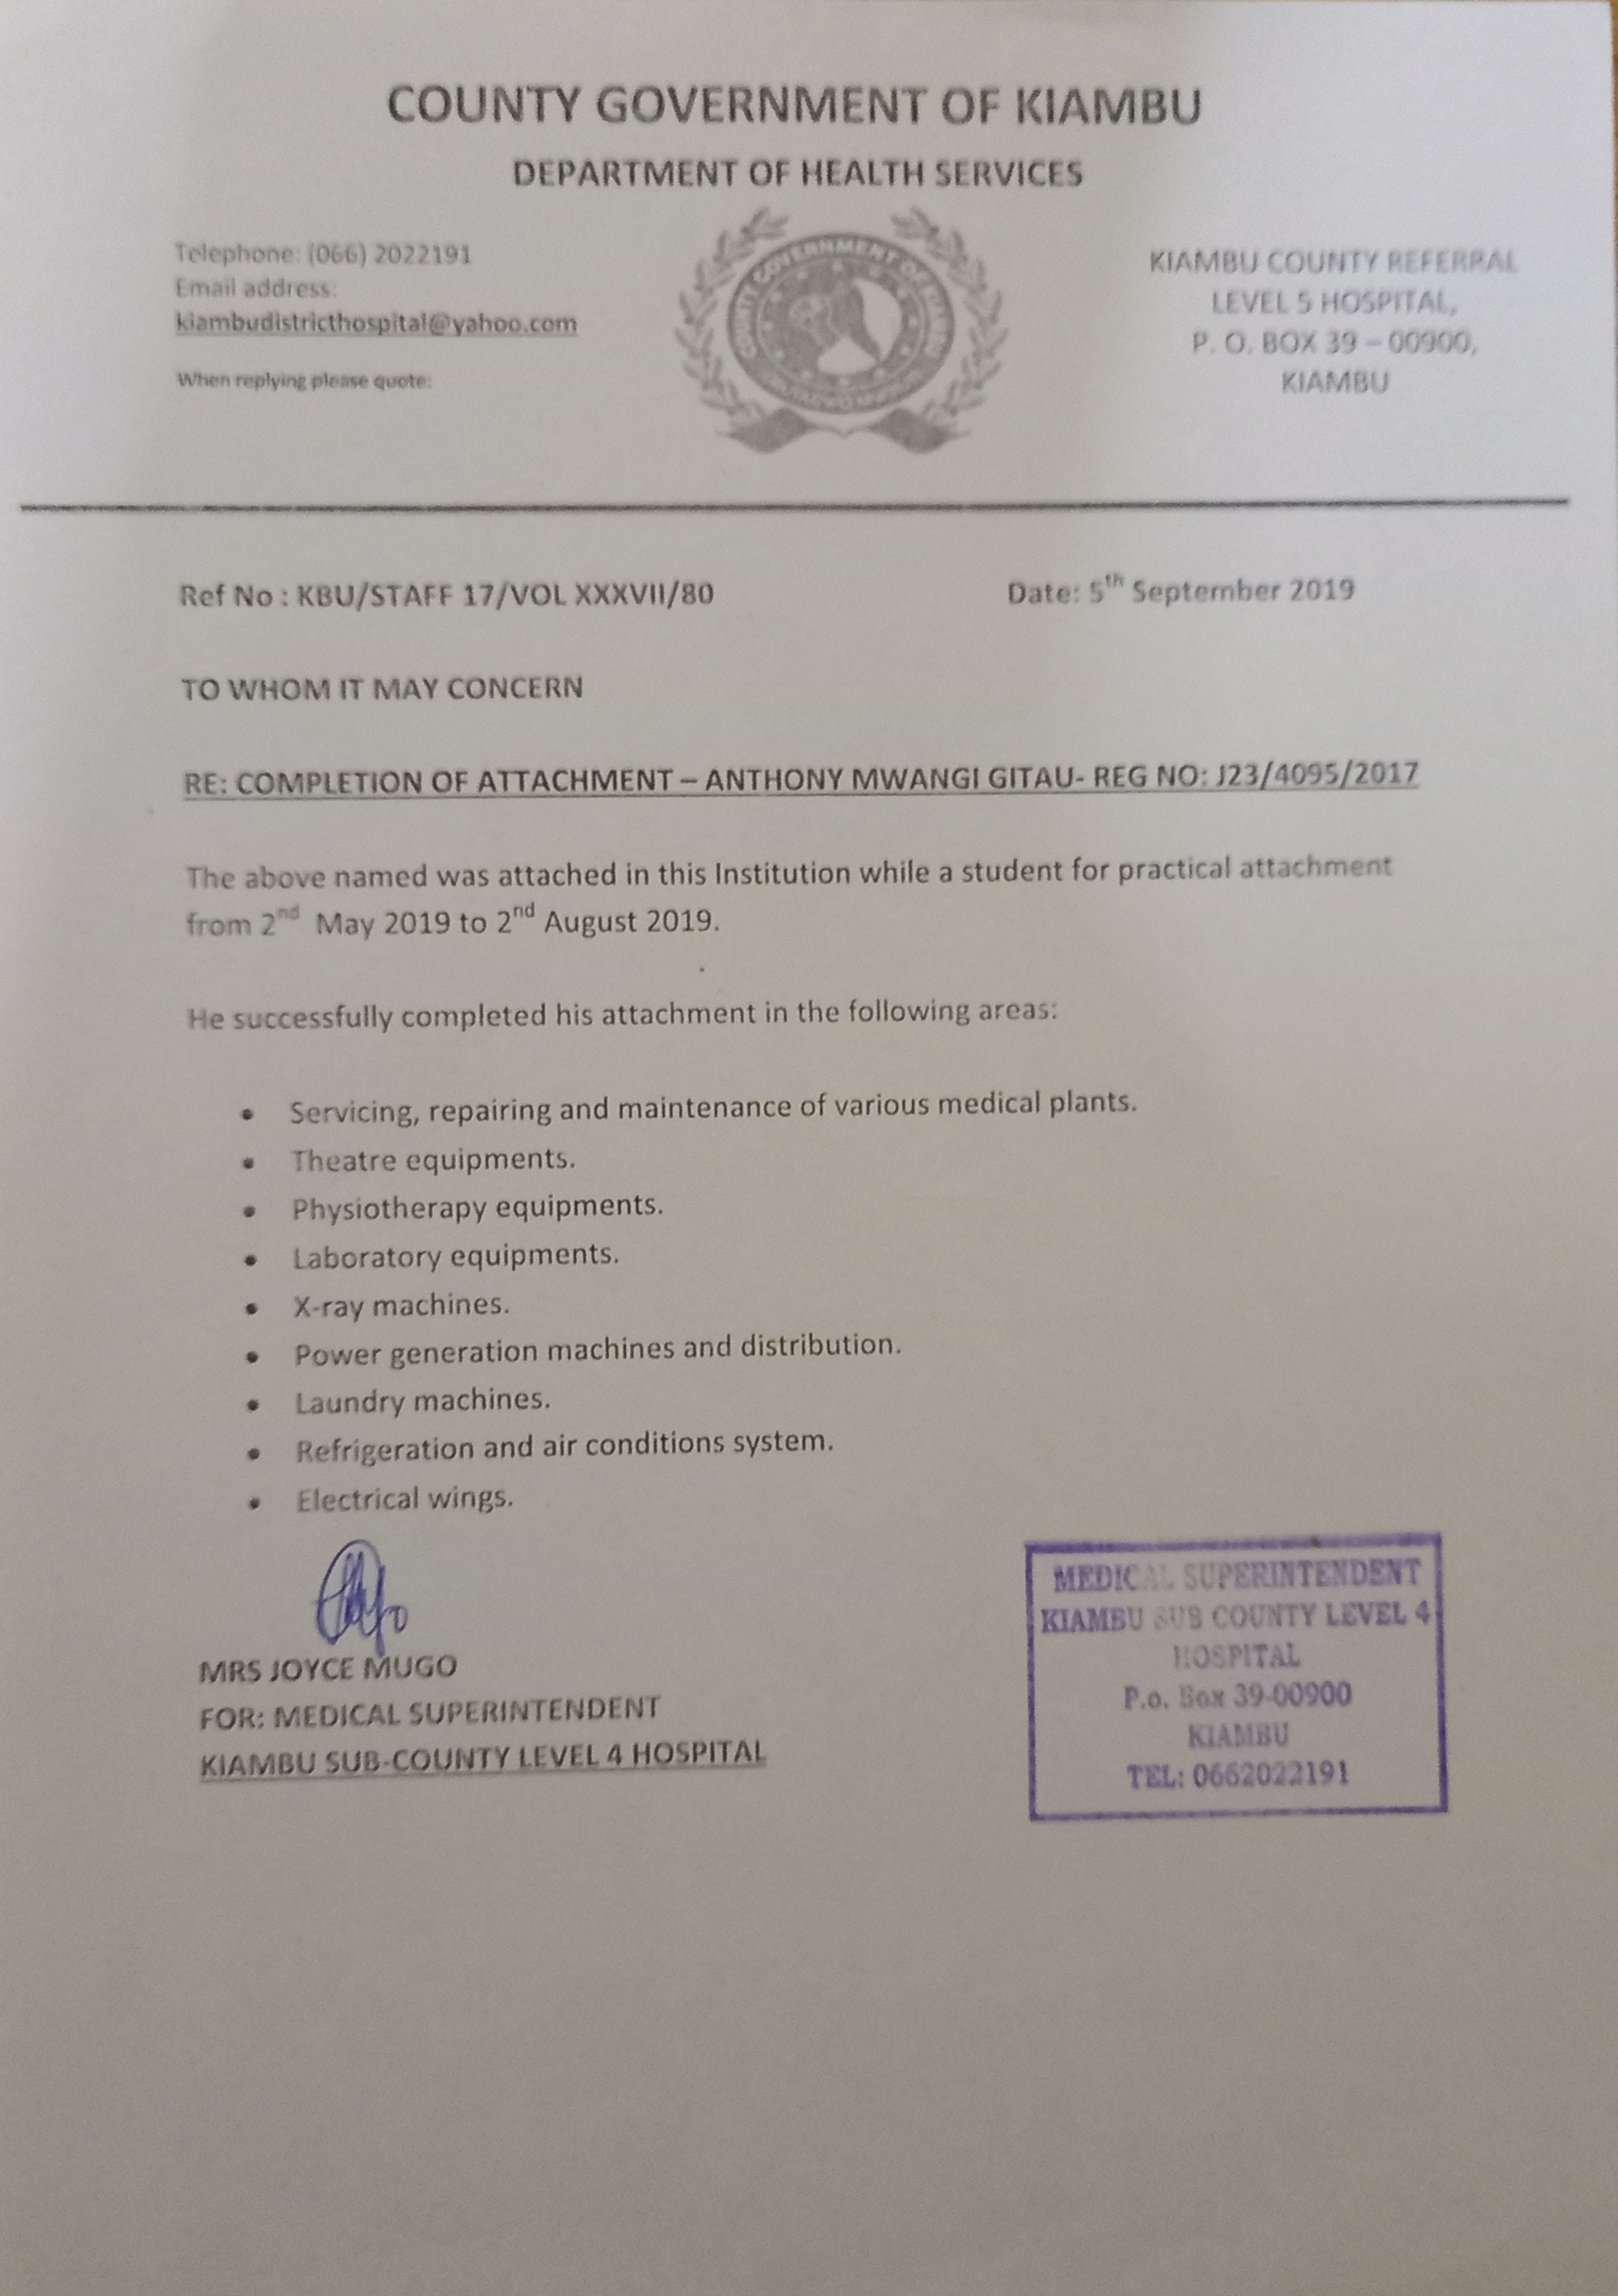 COUNTY GOVERNMENT OF KIAMBU
DEPARTMENT OF HEALTH SERVICES
Telephone: (066) 2022191
Email address:
kiambudistricthospital@yahoo.com
When replying please quote:
COUNTY GOVERNMENT OF KIAMBU
KIAMBU COUNTY REFERRAL
LEVEL 5 HOSPITAL,
P. O. BOX 39 – 00900,
KIAMBU
Ref No : KBU/STAFF 17/VOL XXXVII/80
Date: 5th September 2019
TO WHOM IT MAY CONCERN
RE: COMPLETION OF ATTACHMENT – ANTHONY MWANGI GITAU- REG NO: J23/4095/2017
The above named was attached in this Institution while a student for practical attachment
from 2nd May 2019 to 2nd August 2019.
He successfully completed his attachment in the following areas:
• Servicing, repairing and maintenance of various medical plants.
• Theatre equipments.
• Physiotherapy equipments.
• Laboratory equipments.
• X-ray machines.
• Power generation machines and distribution.
• Laundry machines.
• Refrigeration and air conditions system.
• Electrical wings.
MRS JOYCE MUGO
FOR: MEDICAL SUPERINTENDENT
KIAMBU SUB-COUNTY LEVEL 4 HOSPITAL
MEDICAL SUPERINTENDENT
KIAMBU SUB COUNTY LEVEL 4
HOSPITAL
P.o. Box 39-00900
KIAMBU
TEL: 0662022191